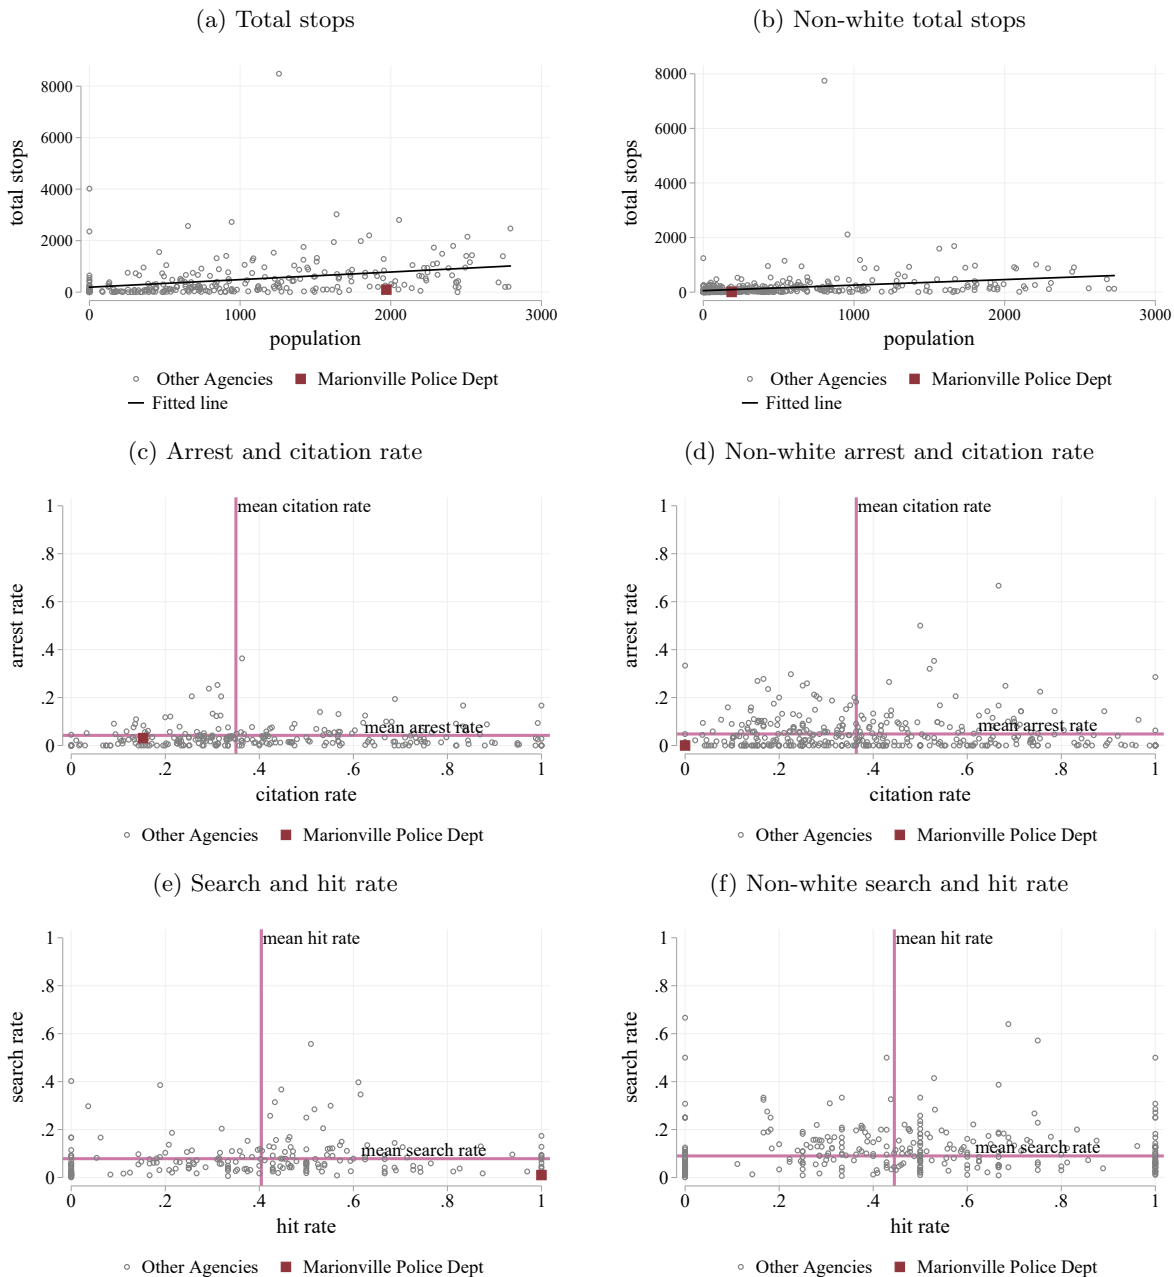 (a) Total stops
(b) Non-white total stops
total stops
8000
6000
4000
2000
0
0
1000
2000
3000
population
Other Agencies
Marionville Police Dept
Fitted line
total stops
8000
6000
4000
2000
0
0
1000
2000
3000
population
Other Agencies
Marionville Police Dept
Fitted line
(c) Arrest and citation rate
(d) Non-white arrest and citation rate
arrest rate
1
.8
.6
.4
.2
0
mean citation rate
mean arrest rate
0
.2
.4
.6
.8
1
citation rate
Other Agencies
Marionville Police Dept
arrest rate
1
.8
.6
.4
.2
0
mean citation rate
mean arrest rate
0
.2
.4
.6
.8
1
citation rate
Other Agencies
Marionville Police Dept
(e) Search and hit rate
(f) Non-white search and hit rate
search rate
1
.8
.6
.4
.2
0
mean hit rate
mean search rate
0
.2
.4
.6
.8
1
hit rate
Other Agencies
Marionville Police Dept
search rate
1
.8
.6
.4
.2
0
mean hit rate
mean search rate
0
.2
.4
.6
.8
1
hit rate
Other Agencies
Marionville Police Dept